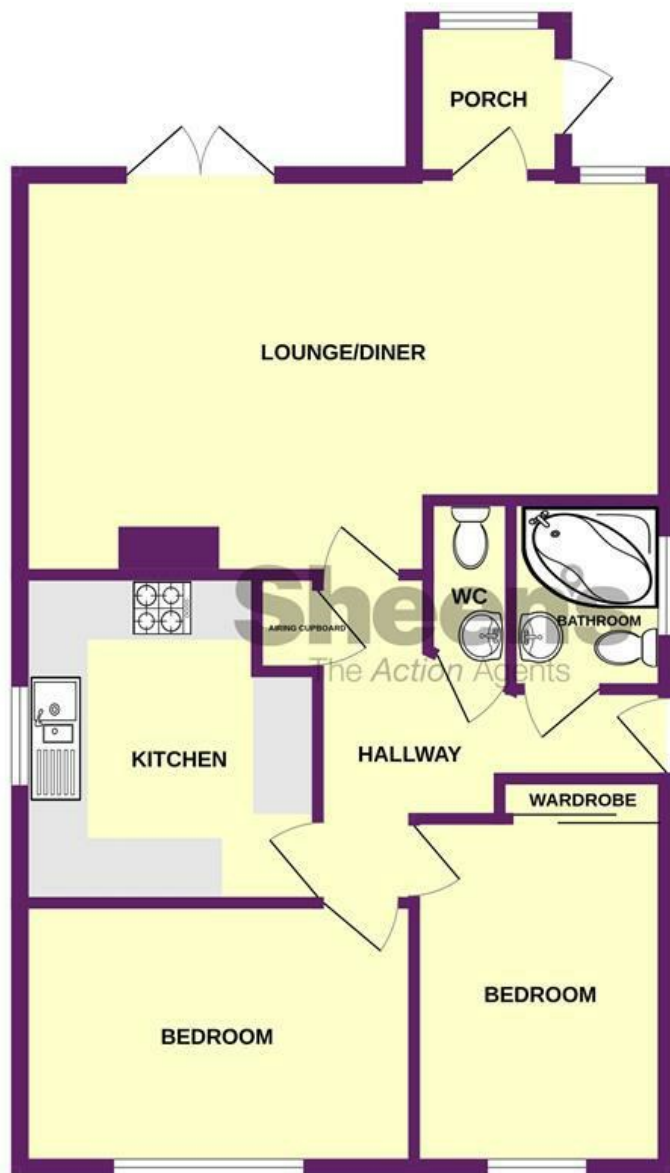 PORCH
LOUNGE/DINER
Sheen's
The Action Agents
WC
AIRING CUPBOARD
BATHROOM
KITCHEN
HALLWAY
WARDROBE
BEDROOM
BEDROOM